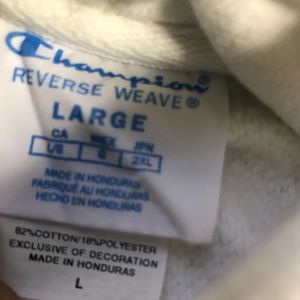 Champion®
REVERSE WEAVE®
LARGE
CA MEX JPN
L/G G 2XL
MADE IN HONDURAS
FABRIQUÉ AU HONDURAS
HECHO EN HONDURAS
82%COTTON/18%POLYESTER
EXCLUSIVE OF DECORATION
MADE IN HONDURAS
L